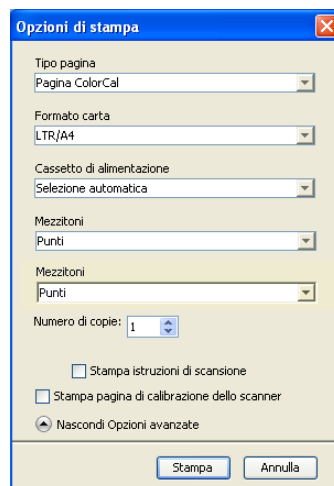 Opzioni di stampa
Tipo pagina
Pagina ColorCal
Formato carta
LTR/A4
Cassetto di alimentazione
Selezione automatica
Mezzitoni
Punti
Mezzitoni
Punti
Numero di copie: 1
Stampa istruzioni di scansione
Stampa pagina di calibrazione dello scanner
Nascondi Opzioni avanzate
Stampa Annulla